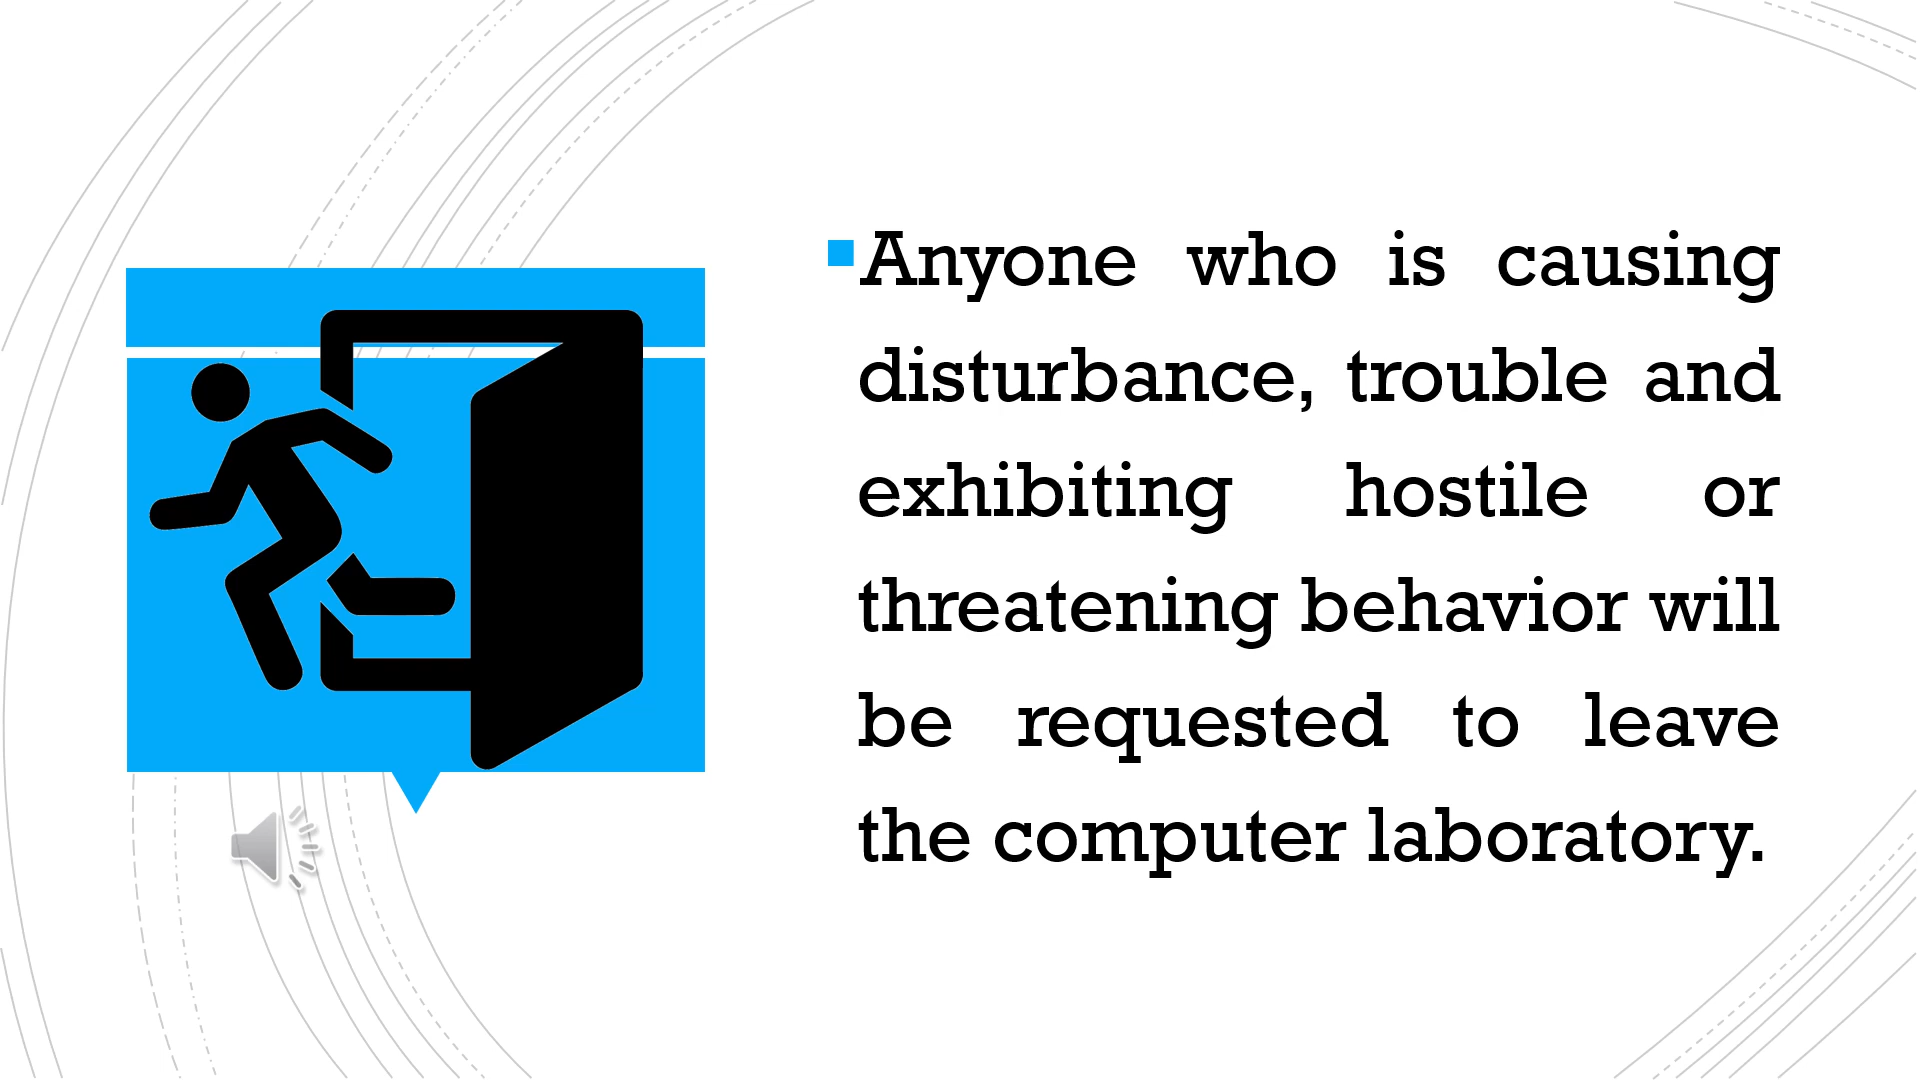 Anyone who is causing
disturbance, trouble and
exhibiting hostile or
threatening behavior will
be requested to leave
the computer laboratory.